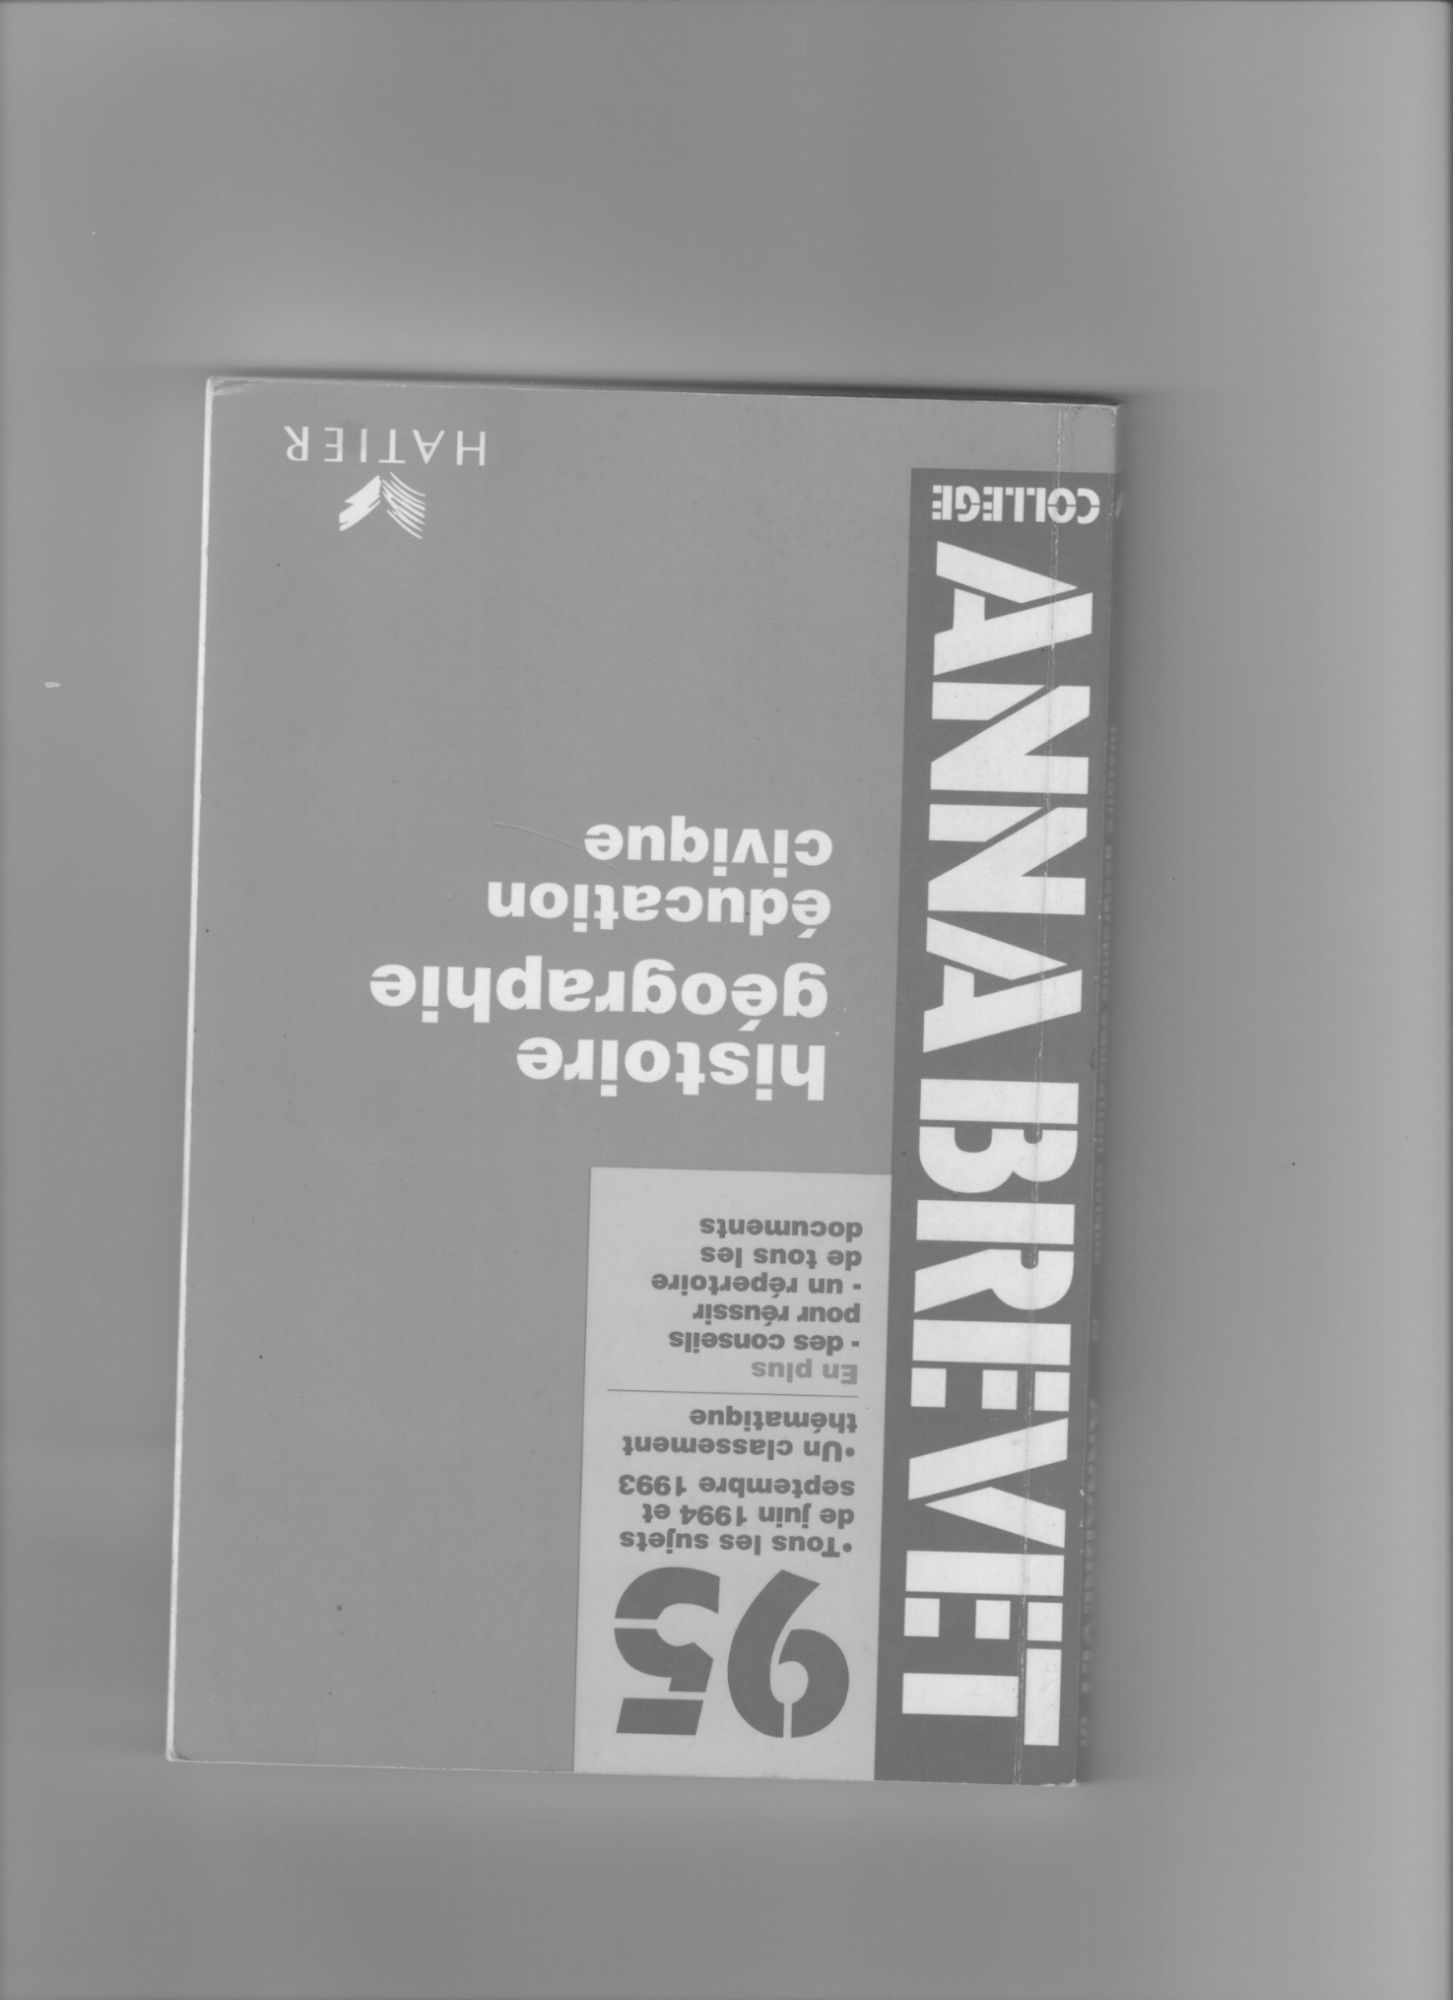 ANNABREVET
COLLEGE
95
•Tous les sujets
de juin 1994 et
septembre 1993
•Un classement
thématique
En plus
- des conseils
pour réussir
- un répertoire
de tous les
documents
histoire
géographie
éducation
civique
HATIER